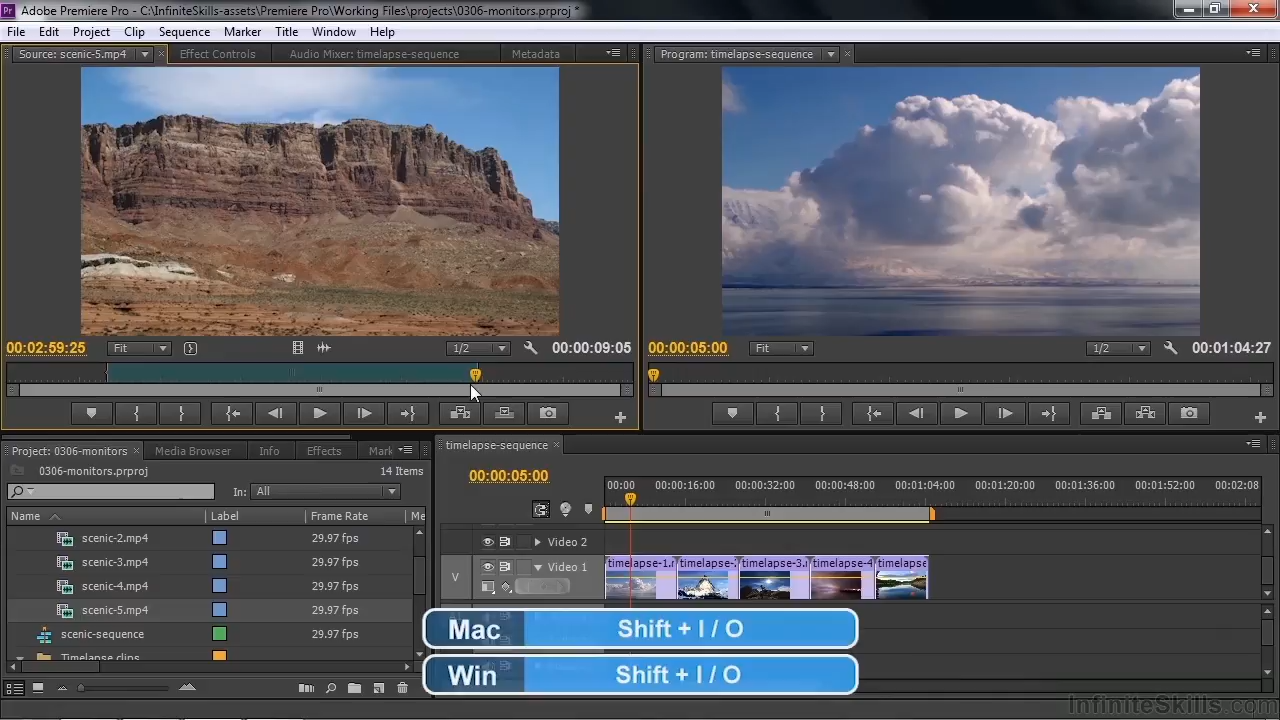 Pr Adobe Premiere Pro - C:\InfiniteSkills-assets\Premiere Pro\Working Files\projects\0306-monitors.prproj *
File Edit Project Clip Sequence Marker Title Window Help
Source: scenic-5.mp4 Effect Controls Audio Mixer: timelapse-sequence Metadata
Program: timelapse-sequence
00:02:59:25 Fit 1/2 00:00:09:05
00:00:05:00 Fit 1/2 00:01:04:27
Project: 0306-monitors Media Browser Info Effects Mark
0306-monitors.prproj 14 Items
In: All
Name Label Frame Rate Me
scenic-2.mp4 29.97 fps
scenic-3.mp4 29.97 fps
scenic-4.mp4 29.97 fps
scenic-5.mp4 29.97 fps
scenic-sequence 29.97 fps
Timelapse clips
timelapse-sequence
00:00:05:00
00:00 00:00:16:00 00:00:32:00 00:00:48:00 00:01:04:00 00:01:20:00 00:01:36:00 00:01:52:00 00:02:08
Video 2
V Video 1
timelapse-1.r timelapse- timelapse-3.r timelapse-4 timelapse
Mac Shift + I / O
Win Shift + I / O
InfiniteSkills.com